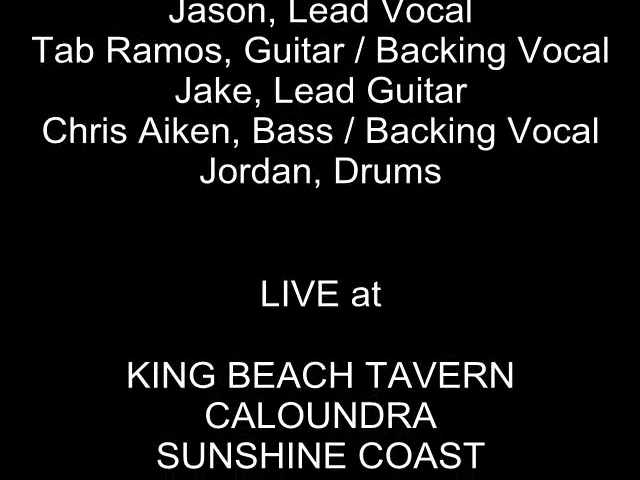 Jason, Lead Vocal
Tab Ramos, Guitar / Backing Vocal
Jake, Lead Guitar
Chris Aiken, Bass / Backing Vocal
Jordan, Drums
LIVE at
KING BEACH TAVERN
CALOUNDRA
SUNSHINE COAST